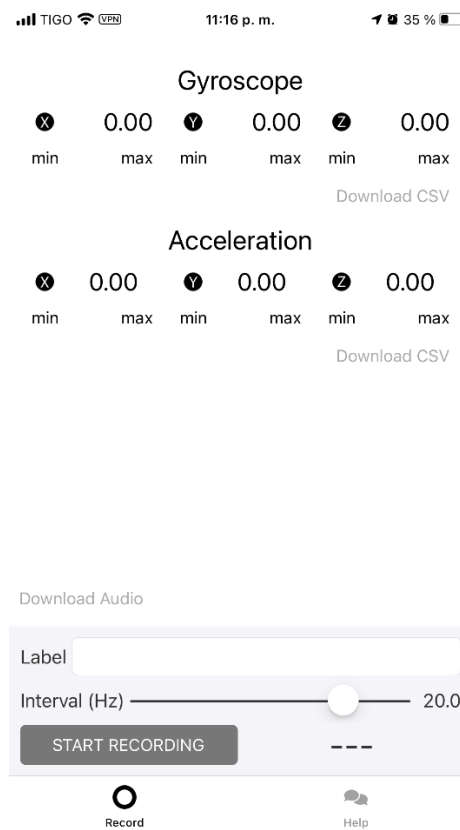 TIGO VPN 11:16 p. m. 35 %
Gyroscope
X 0.00 Y 0.00 Z 0.00
min max min max min max
Download CSV
Acceleration
X 0.00 Y 0.00 Z 0.00
min max min max min max
Download CSV
Download Audio
Label
Interval (Hz) 20.0
START RECORDING ---
Record Help